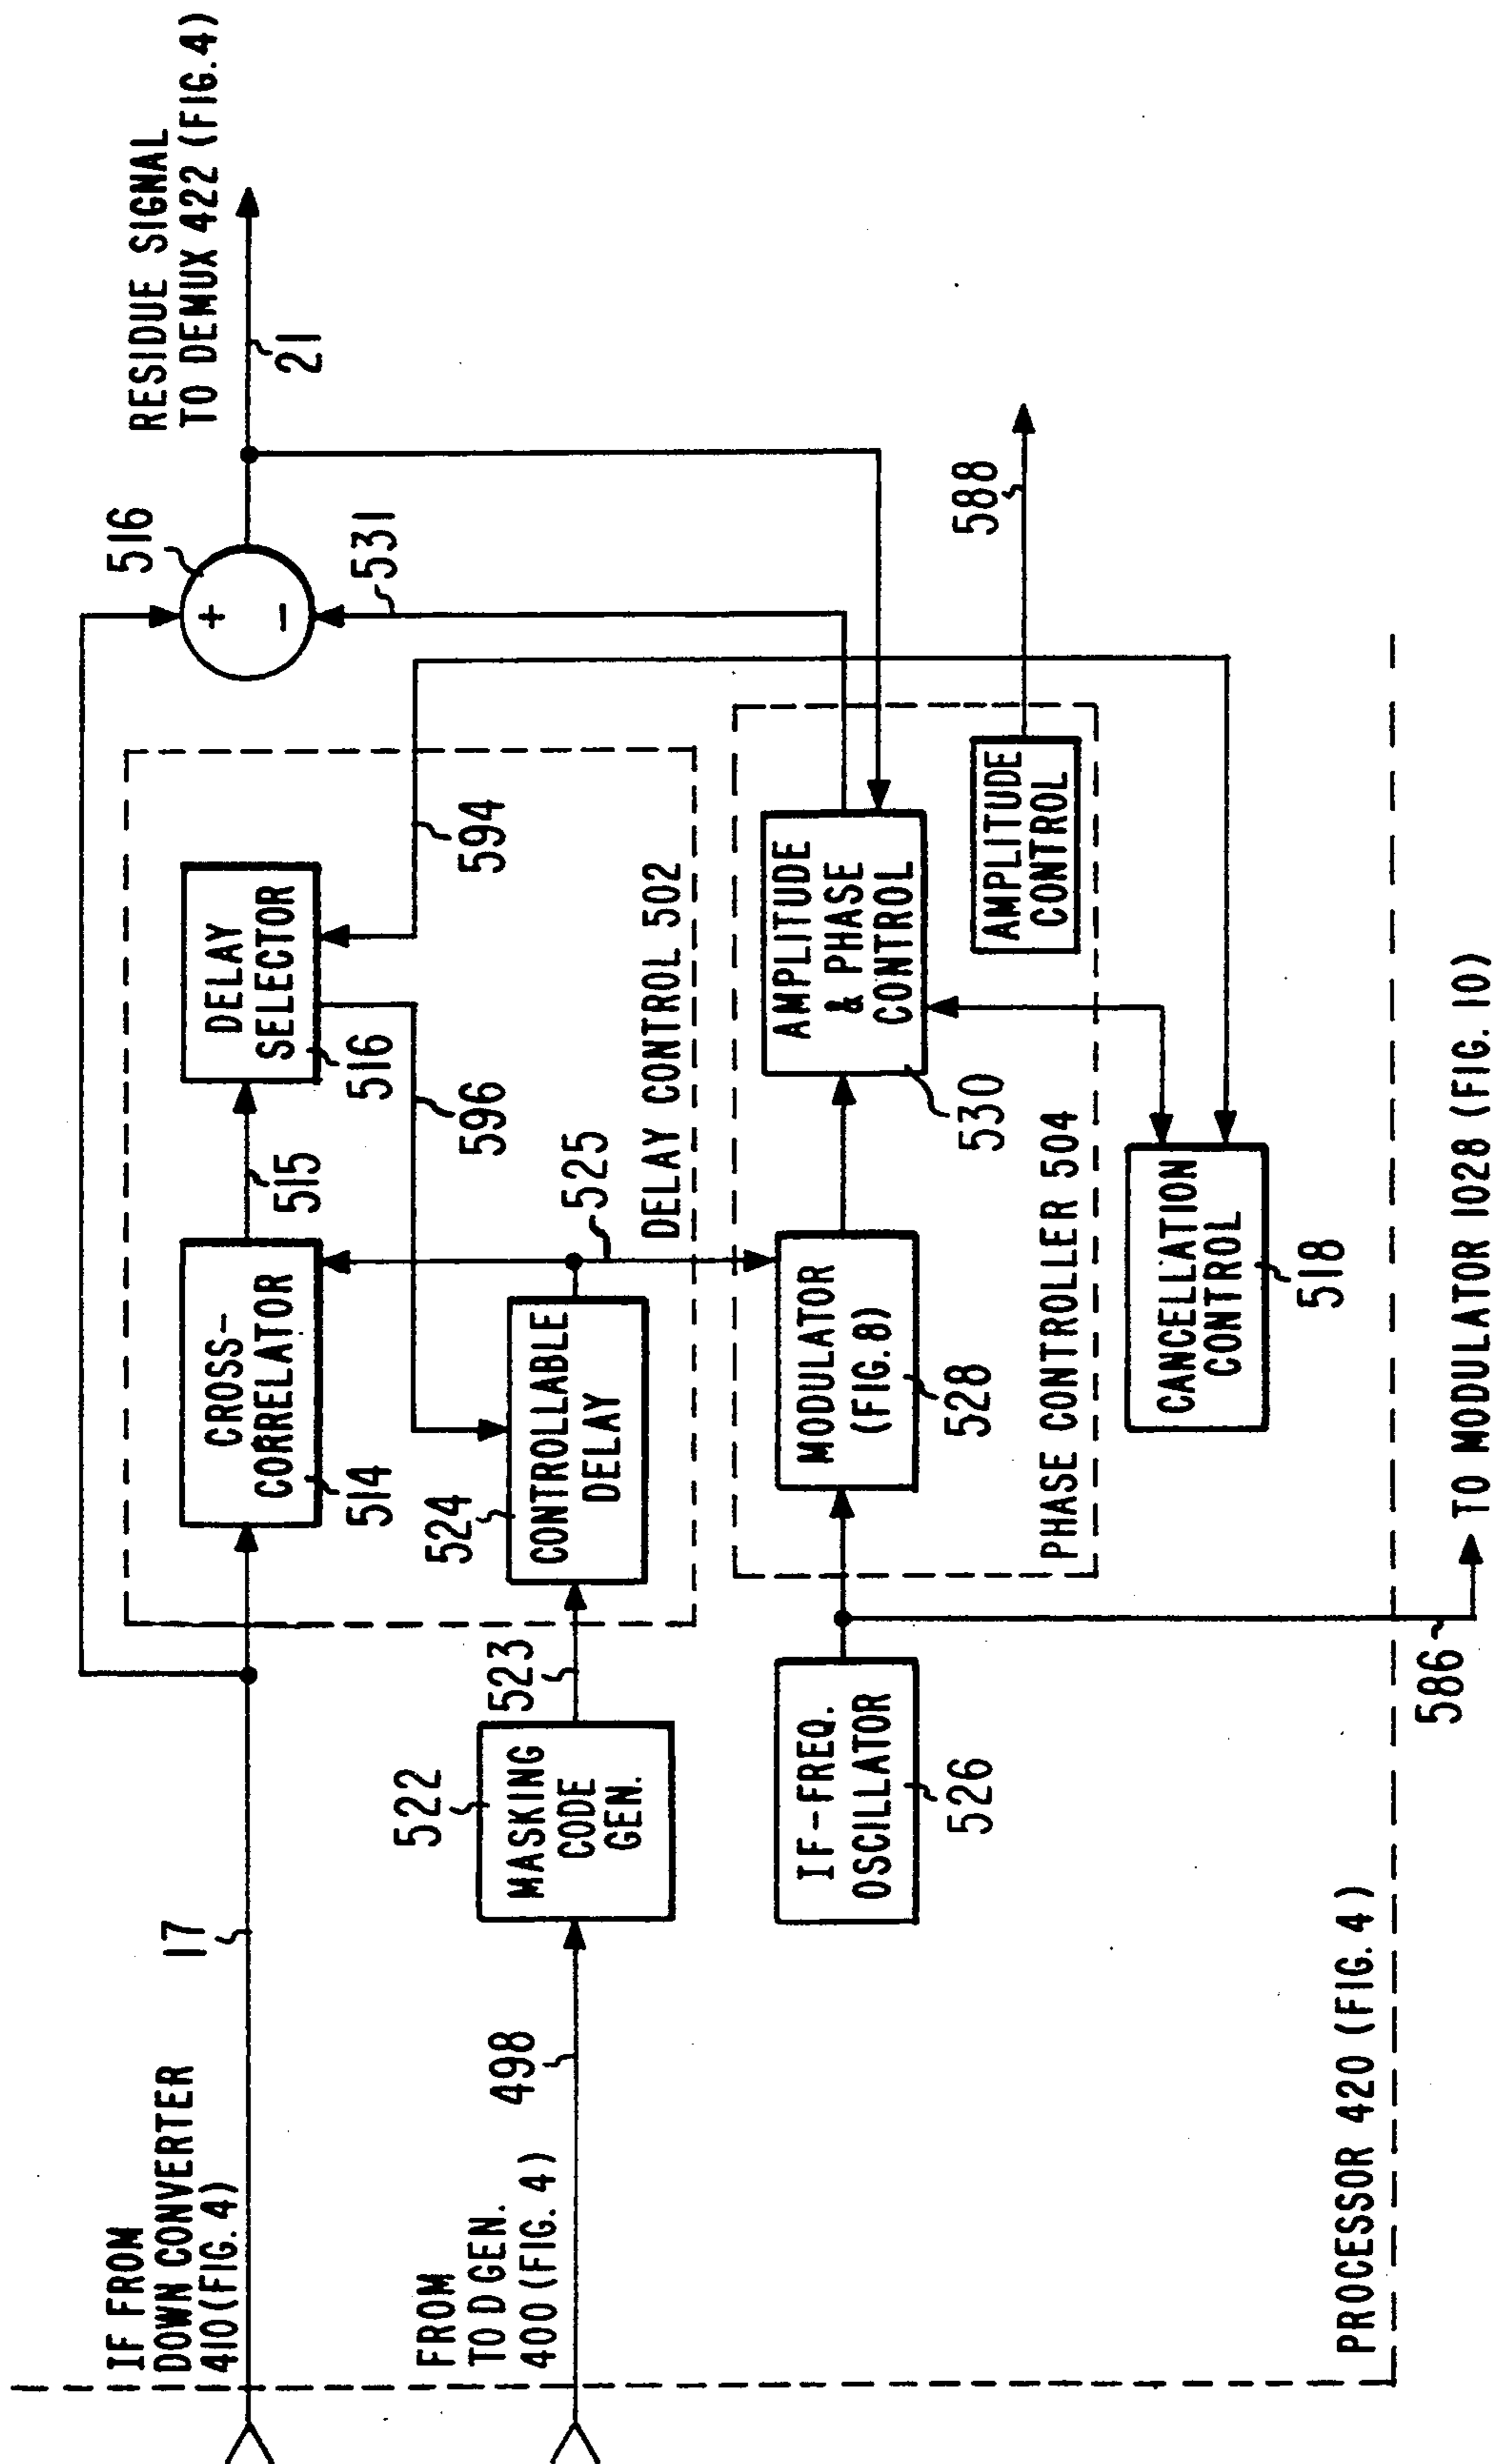 IF FROM
DOWN CONVERTER
410 (FIG. 4)
17
FROM
TOD GEN.
400 (FIG. 4)
498
522
MASKING
CODE
GEN.
523
CROSS-
CORRELATOR
514
515
DELAY
SELECTOR
516
524
CONTROLLABLE
DELAY
525
596
594
DELAY CONTROL 502
516
+
-
531
RESIDUE SIGNAL
TO DEMUX 422 (FIG. 4)
21
IF-FREQ.
OSCILLATOR
526
MODULATOR
(FIG. 8)
528
AMPLITUDE
& PHASE
CONTROL
530
AMPLITUDE
CONTROL
588
PHASE CONTROLLER 504
CANCELLATION
CONTROL
518
PROCESSOR 420 (FIG. 4)
586
TO MODULATOR 1028 (FIG. 10)